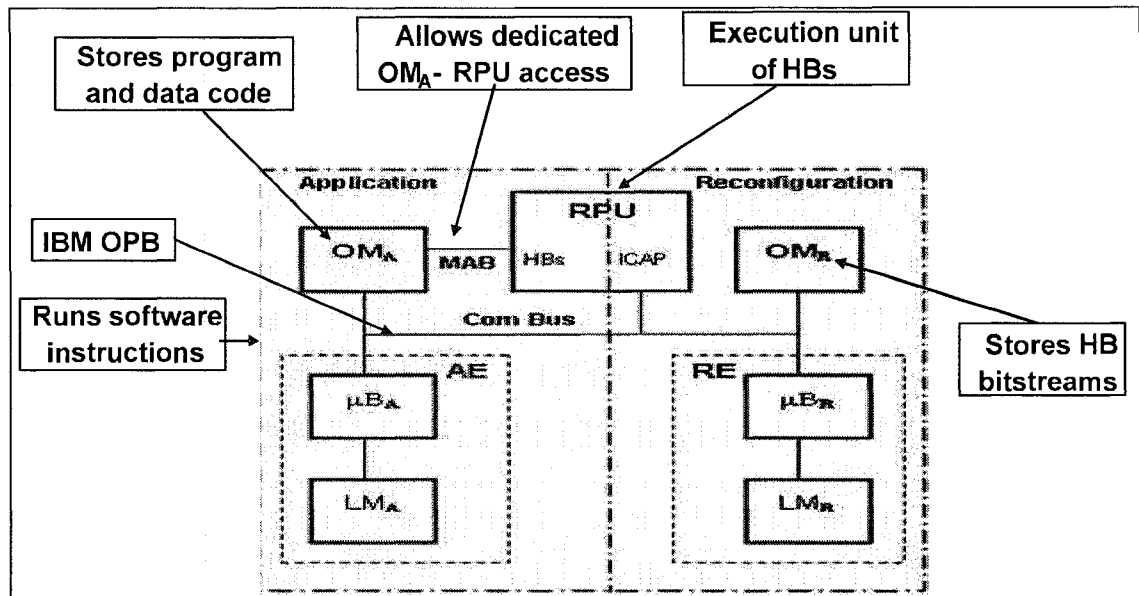 Stores program
and data code
Allows dedicated
OMA- RPU access
Execution unit
of HBs
IBM OPB
Runs software
instructions
Stores HB
bitstreams
Application
Reconfiguration
RPU
HBs
ICAP
OMA
MAB
OMR
Com Bus
AE
RE
µBA
µBR
LMA
LMR